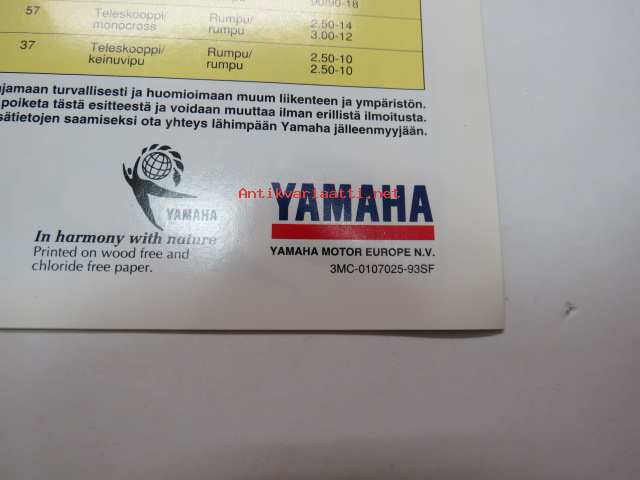 90/90-18
57 Teleskooppi/ Rumpu/ 2.50-14
monocross rumpu 3.00-12
37 Teleskooppi/ Rumpu/ 2.50-10
keinuvipu rumpu 2.50-10
turvallisesti ja huomioimaan muum liikenteen ja ympäristön.
poiketa tästä esitteestä ja voidaan muuttaa ilman erillistä ilmoitusta.
saamiseksi ota yhteys lähimpään Yamaha jälleenmyyjään.
Antikvariaatti.net
YAMAHA
YAMAHA
In harmony with nature
Printed on wood free and
chloride free paper.
YAMAHA MOTOR EUROPE N.V.
3MC-0107025-93SF